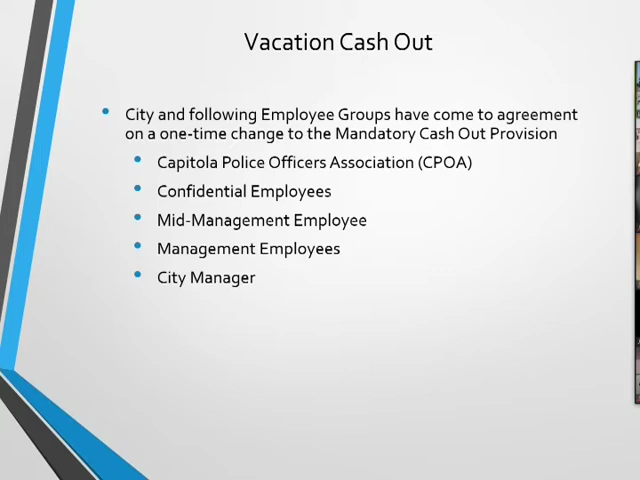 Vacation Cash Out
• City and following Employee Groups have come to agreement
on a one-time change to the Mandatory Cash Out Provision
• Capitola Police Officers Association (CPOA)
• Confidential Employees
• Mid-Management Employee
• Management Employees
• City Manager